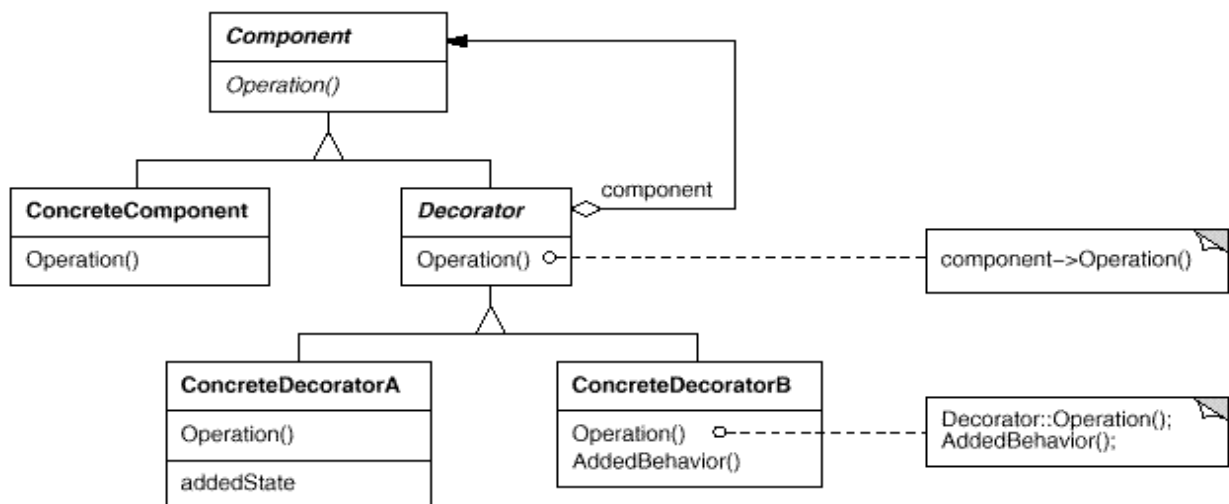 Component
Operation()
ConcreteComponent
Operation()
Decorator
Operation()
component
component->Operation()
ConcreteDecoratorA
Operation()
addedState
ConcreteDecoratorB
Operation()
AddedBehavior()
Decorator::Operation();
AddedBehavior();